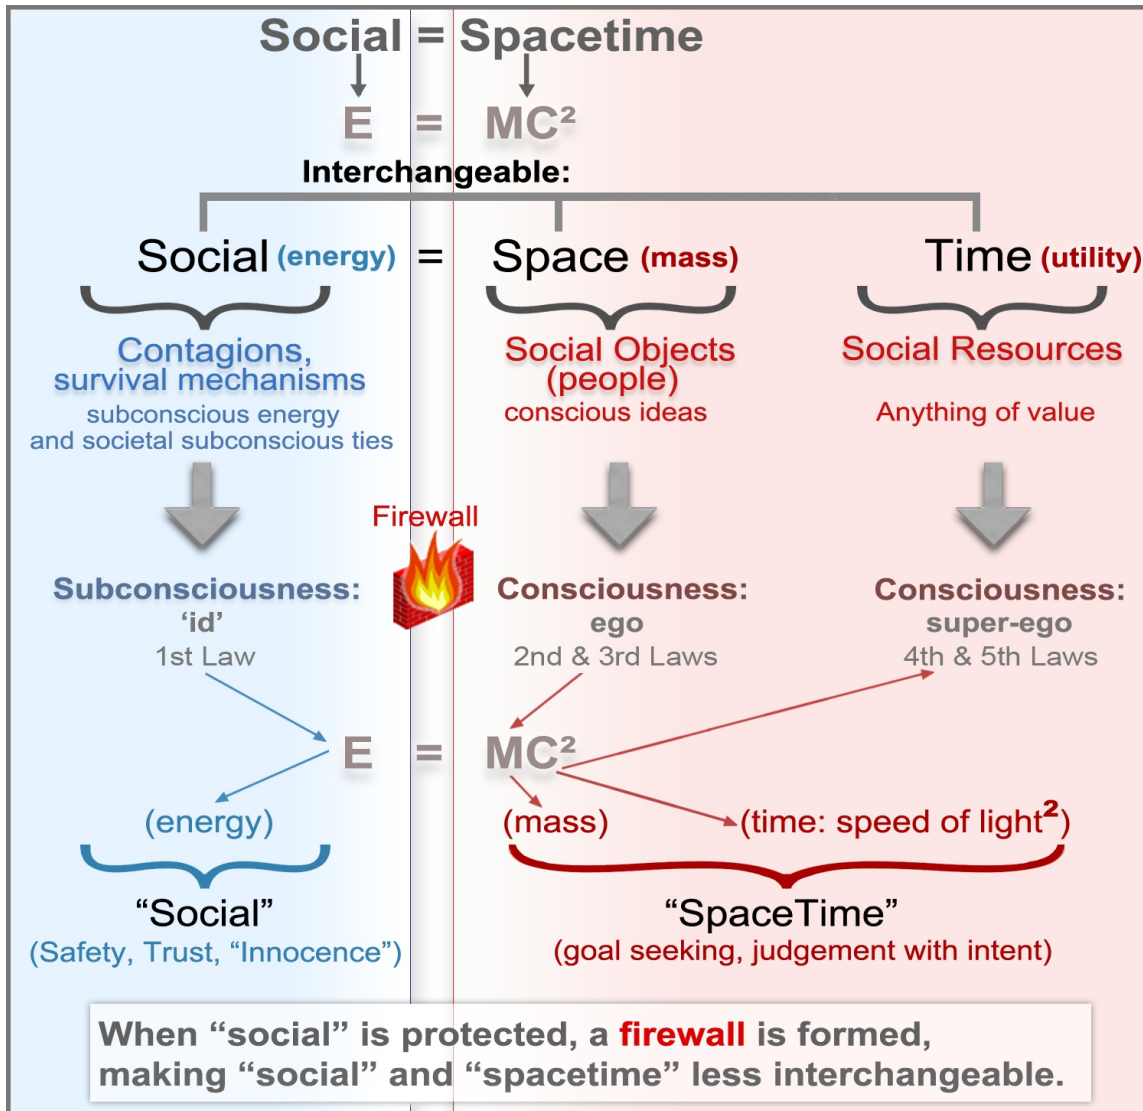 Social = Spacetime
E = MC²
Interchangeable:
Social (energy) = Space (mass) Time (utility)
Contagions,
survival mechanisms
subconscious energy
and societal subconscious ties
Social Objects
(people)
conscious ideas
Social Resources
Anything of value
Firewall
Subconsciousness:
‘id’
1st Law
Consciousness:
ego
2nd & 3rd Laws
Consciousness:
super-ego
4th & 5th Laws
E = MC²
(energy)
(mass)
(time: speed of light²)
“Social”
(Safety, Trust, “Innocence”)
“SpaceTime”
(goal seeking, judgement with intent)
When “social” is protected, a firewall is formed,
making “social” and “spacetime” less interchangeable.